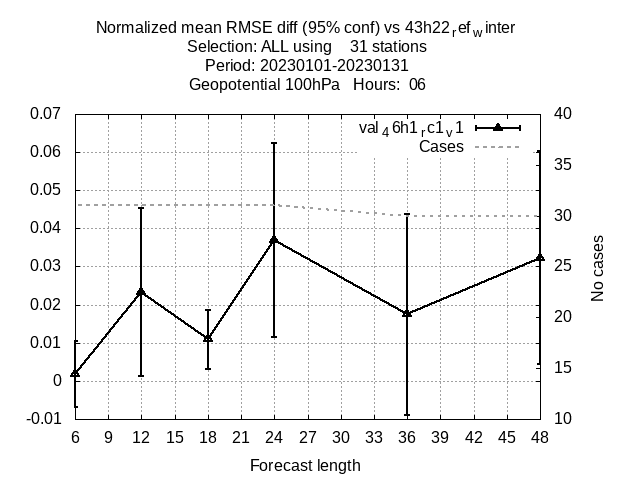 Normalized mean RMSE diff (95% conf) vs 43h22refwinter
Selection: ALL using 31 stations
Period: 20230101-20230131
Geopotential 100hPa Hours: 06
val46h1rc1v1
Cases
0.07
0.06
0.05
0.04
0.03
0.02
0.01
0
-0.01
40
35
30
25
20
15
10
No cases
6 9 12 15 18 21 24 27 30 33 36 39 42 45 48
Forecast length